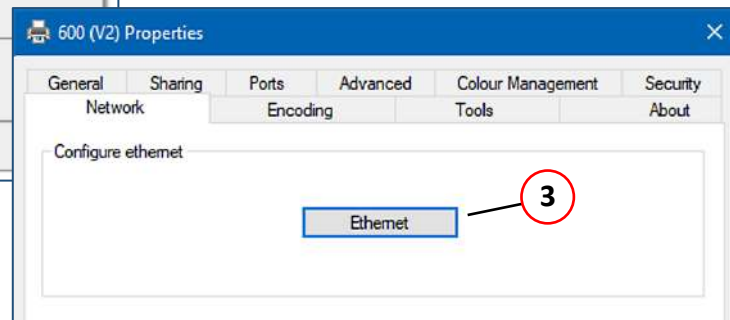 600 (V2) Properties
General Sharing Ports Advanced Colour Management Security
Network Encoding Tools About
Configure ethernet
Ethernet
3